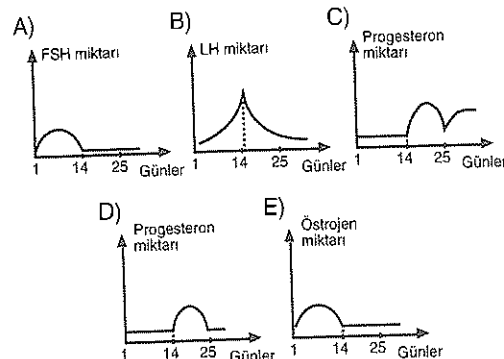 A)
FSH miktarı
1 14 25 Günler
B)
LH miktarı
1 14 25 Günler
C)
Progesteron
miktarı
1 14 25 Günler
D)
Progesteron
miktarı
1 14 25 Günler
E)
Östrojen
miktarı
1 14 25 Günler